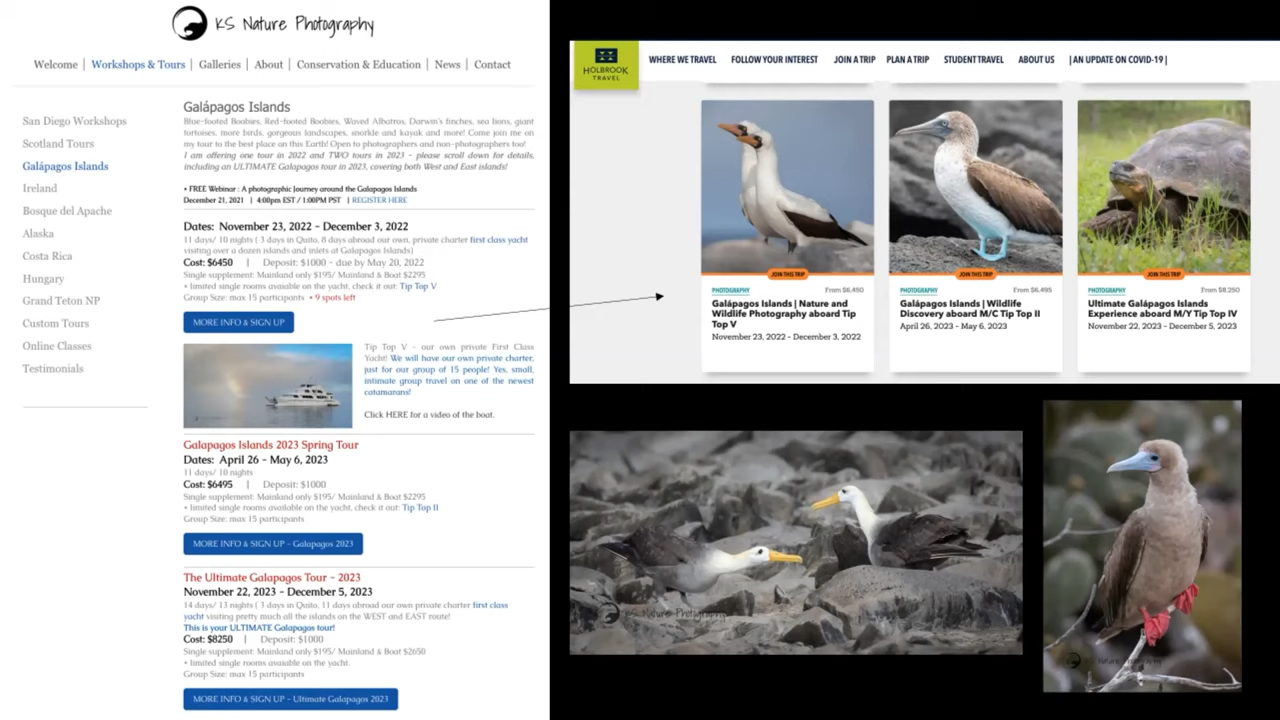 KS Nature Photography
Welcome | Workshops & Tours | Galleries | About | Conservation & Education | News | Contact
San Diego Workshops
Scotland Tours
Galápagos Islands
Ireland
Bosque del Apache
Alaska
Costa Rica
Hungary
Grand Teton NP
Custom Tours
Online Classes
Testimonials
Galápagos Islands
Blue-footed Boobies, Red-footed Boobies, Waved Albatros, Darwin's finches, sea lions, giant
tortoises, more birds, gorgeous landscapes, snorkle and kayak and more! Come join me on
my tour to the best place on this Earth! Open to photographers and non-photographers too!
I am offering one tour in 2022 and TWO tours in 2023 - please scroll down for details,
including an ULTIMATE Galapagos tour in 2023, covering both West and East islands!
• FREE Webinar : A photographic Journey around the Galapagos Islands
December 21, 2021 | 4:00pm EST / 1:00PM PST | REGISTER HERE
Dates: November 23, 2022 - December 3, 2022
11 days/ 10 nights ( 3 days in Quito, 8 days abroad our own, private charter first class yacht
visiting over a dozen islands and inlets at Galapagos Islands)
Cost: $6450 | Deposit: $1000 - due by May 20, 2022
Single supplement: Mainland only $195/ Mainland & Boat $2295
• limited single rooms available on the yacht, check it out: Tip Top V
Group Size: max 15 participants • 9 spots left
MORE INFO & SIGN UP
Tip Top V - our own private First Class
Yacht! We will have our own private charter,
just for our group of 15 people! Yes, small,
intimate group travel on one of the newest
catamarans!
Click HERE for a video of the boat.
Galapagos Islands 2023 Spring Tour
Dates: April 26 - May 6, 2023
11 days/ 10 nights
Cost: $6495 | Deposit: $1000
Single supplement: Mainland only $195/ Mainland & Boat $2295
• limited single rooms available on the yacht, check it out: Tip Top II
Group Size: max 15 participants
MORE INFO & SIGN UP - Galapagos 2023
The Ultimate Galapagos Tour - 2023
November 22, 2023 - December 5, 2023
14 days/ 13 nights ( 3 days in Quito, 11 days abroad our own private charter first class
yacht visiting pretty much all the islands on the WEST and EAST route!
This is your ULTIMATE Galapagos tour!
Cost: $8250 | Deposit: $1000
Single supplement: Mainland only $195/ Mainland & Boat $2650
• limited single rooms avaiable on the yacht.
Group Size: max 15 participants
MORE INFO & SIGN UP - Ultimate Galapagos 2023
HOLBROOK
TRAVEL
WHERE WE TRAVEL FOLLOW YOUR INTEREST JOIN A TRIP PLAN A TRIP STUDENT TRAVEL ABOUT US | AN UPDATE ON COVID-19 |
JOIN THIS TRIP
PHOTOGRAPHY From $6,450
Galápagos Islands | Nature and
Wildlife Photography aboard Tip
Top V
November 23, 2022 - December 3, 2022
JOIN THIS TRIP
PHOTOGRAPHY From $6,495
Galápagos Islands | Wildlife
Discovery aboard M/C Tip Top II
April 26, 2023 - May 6, 2023
JOIN THIS TRIP
PHOTOGRAPHY From $8,250
Ultimate Galápagos Islands
Experience aboard M/Y Tip Top IV
November 22, 2023 - December 5, 2023
KS Nature Photography
KS Nature Photography